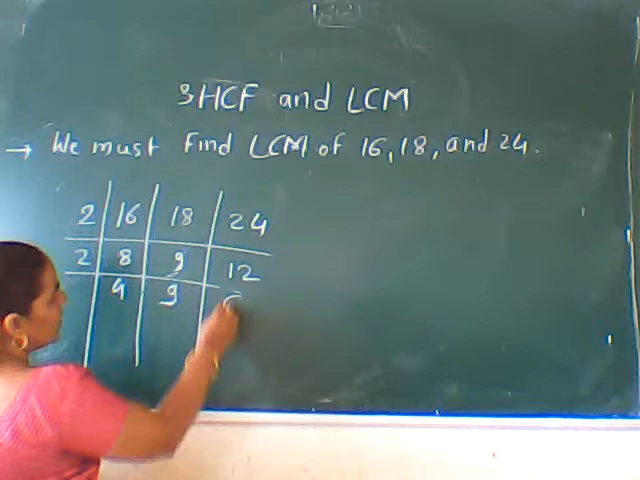 3 HCF and LCM
→ We must Find LCM of 16, 18, and 24.
2 16 18 24
2 8 9 12
4 9